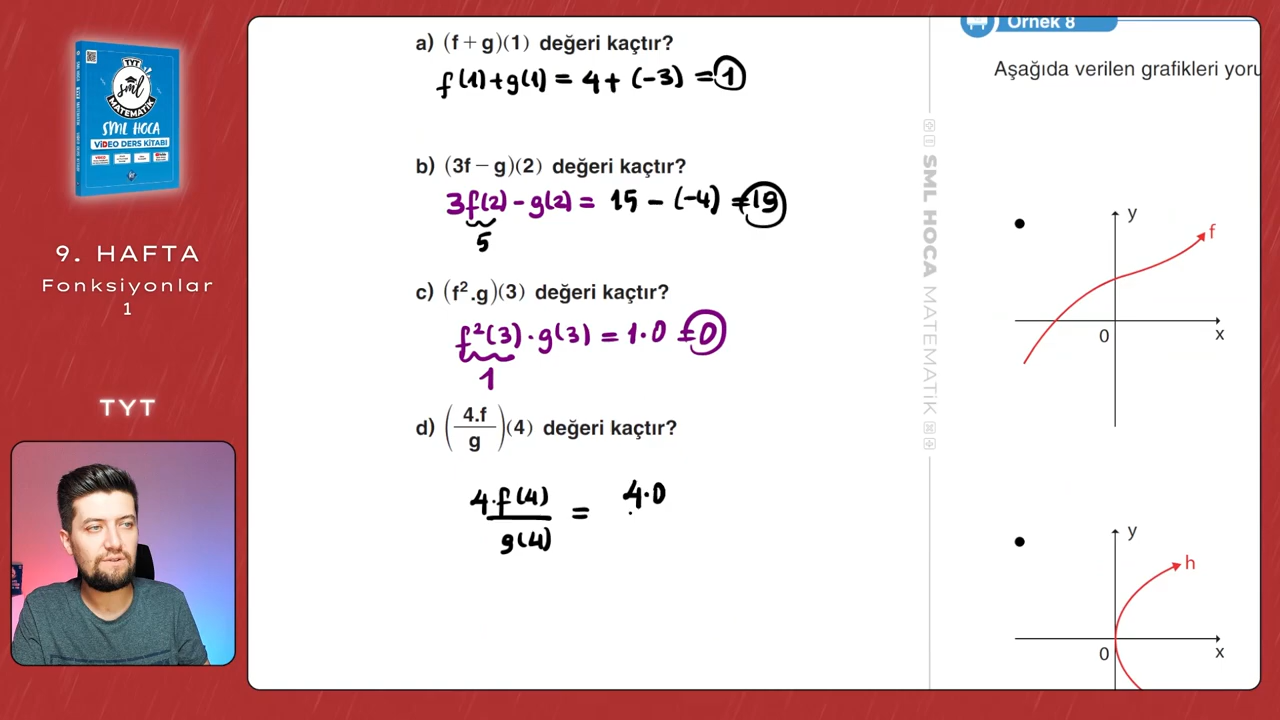 TYT
sml
MATEMATİK
SML HOCA
VİDEO DERS KİTABI
9. HAFTA
Fonksiyonlar
1
TYT
a) (f + g)(1) değeri kaçtır?
f(1)+g(1) = 4 + (-3) = 1
b) (3f − g)(2) değeri kaçtır?
3f(2) - g(2) = 15 - (-4) = 19
5
c) (f².g)(3) değeri kaçtır?
f²(3) · g(3) = 1·0 = 0
1
d) (4.f/g)(4) değeri kaçtır?
4·f(4)/g(4) = 4·0
SML HOCA MATEMATİK
Örnek 8
Aşağıda verilen grafikleri yoru
y
f
0
x
y
h
0
x